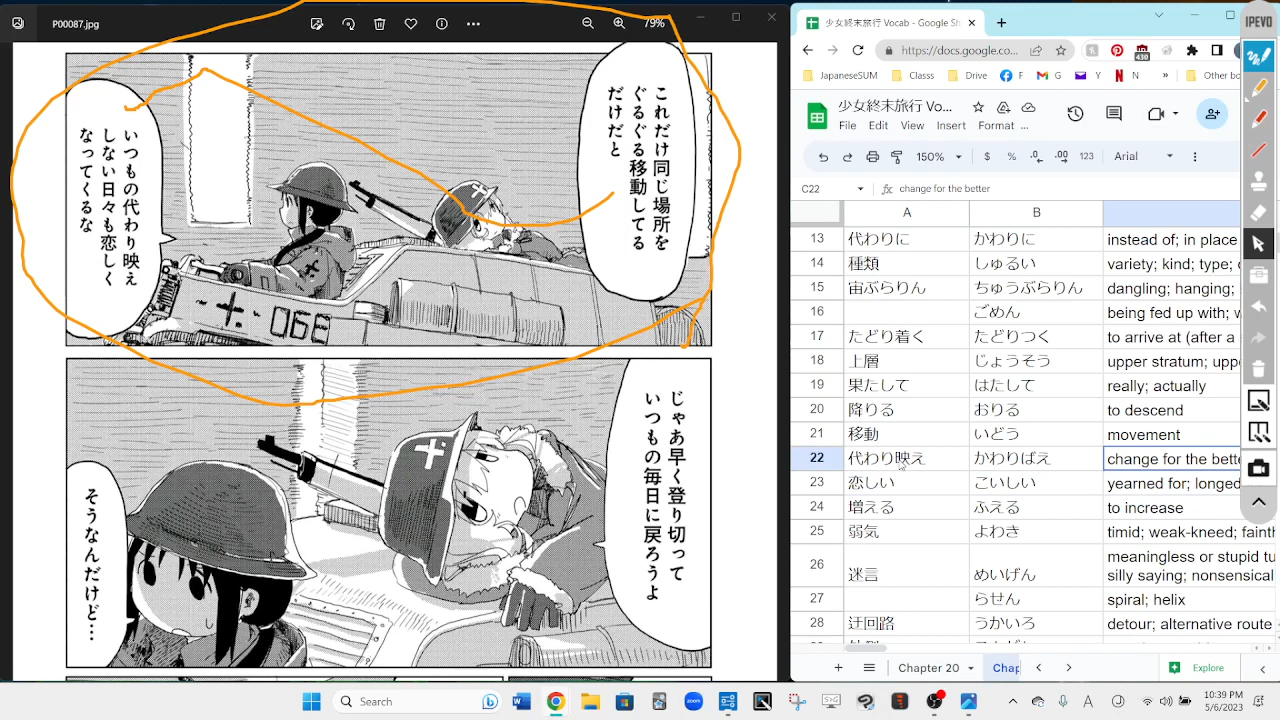 P00087.jpg
79%
これだけ同じ場所を
ぐるぐる移動してる
だけだと
いつもの代わり映え
しない日々も恋しく
なってくるな
じゃあ早く登り切って
いつもの毎日に戻ろうよ
そうなんだけど…
少女終末旅行 Vocab - Google Sh
IPEVO
https://docs.google.co...
430
JapaneseSUM
Classs
Drive
F
G
Y
N
Other bo
少女終末旅行 Vo...
File Edit View Insert Format ...
150%
$ % .0 .00 123 Arial
C22
fx change for the better
A B
13 代わりに かわりに instead of; in place
14 種類 しゅるい variety; kind; type;
15 宙ぶらりん ちゅうぶらりん dangling; hanging;
16 ごめん being fed up with;
17 たどり着く たどりつく to arrive at (after a
18 上層 じょうそう upper stratum; upp
19 果たして はたして really; actually
20 降りる おりる to descend
21 移動 いどう movement
22 代わり映え かわりばえ change for the bette
23 恋しい こいしい yearned for; longed
24 増える ふえる to increase
25 弱気 よわき timid; weak-kneed; faint
26 迷言 めいげん meaningless or stupid
silly saying; nonsensical
27 らせん spiral; helix
28 迂回路 うかいろ detour; alternative route
Chapter 20
Chap
Explore
Search
zoom
A
10:39 PM
5/6/2023